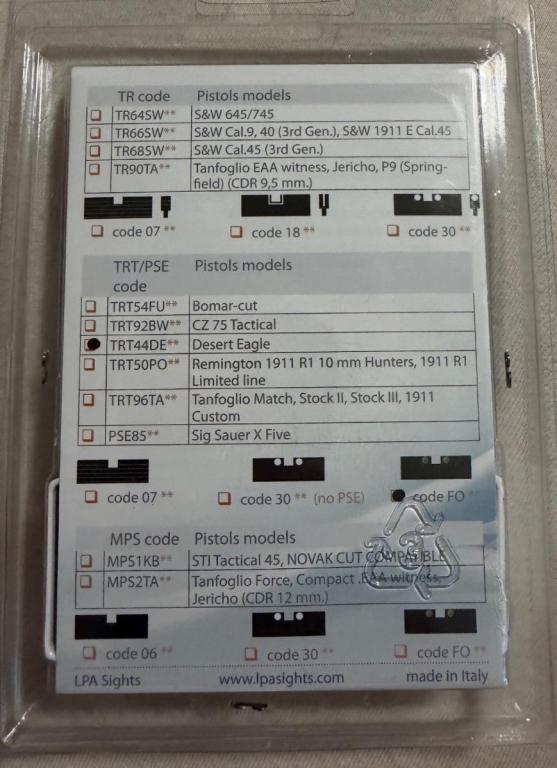 TR code Pistols models
TR64SW** S&W 645/745
TR66SW** S&W Cal.9, 40 (3rd Gen.), S&W 1911 E Cal.45
TR68SW** S&W Cal.45 (3rd Gen.)
TR90TA** Tanfoglio EAA witness, Jericho, P9 (Spring-
field) (CDR 9,5 mm.)
code 07 ** code 18 ** code 30 **
TRT/PSE Pistols models
code
TRT54FU** Bomar-cut
TRT92BW** CZ 75 Tactical
TRT44DE** Desert Eagle
TRT50PO** Remington 1911 R1 10 mm Hunters, 1911 R1
Limited line
TRT96TA** Tanfoglio Match, Stock II, Stock III, 1911
Custom
PSE85** Sig Sauer X Five
code 07 ** code 30 ** (no PSE) code FO **
MPS code Pistols models
MPS1KB** STI Tactical 45, NOVAK CUT COMPATIBLE
MPS2TA** Tanfoglio Force, Compact .EAA witness,
Jericho (CDR 12 mm.)
code 06 ** code 30 ** code FO **
LPA Sights www.lpasights.com made in Italy